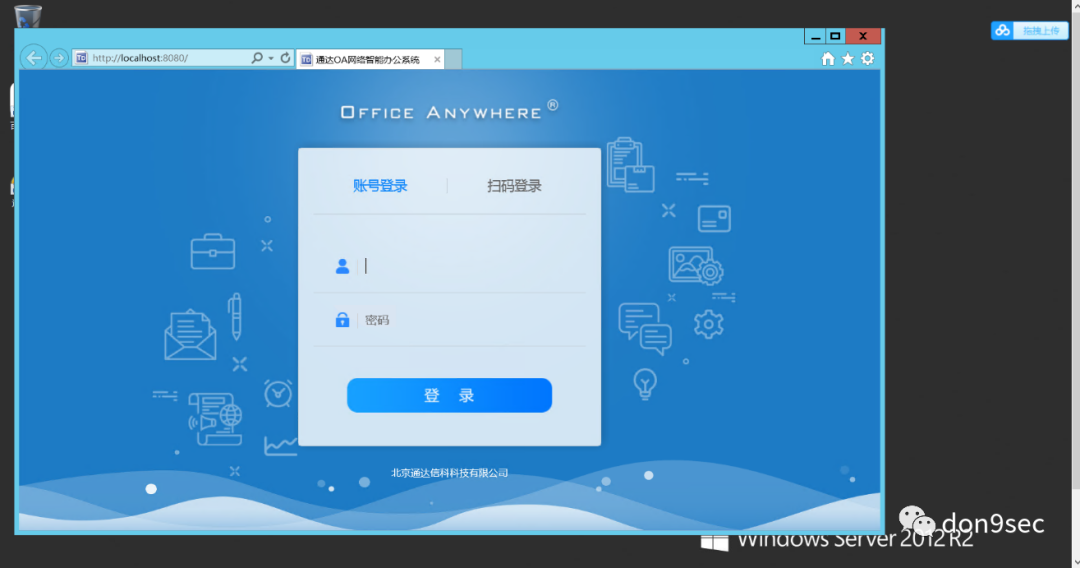 http://localhost:8080/
通达OA网络智能办公系统
拖拽上传
OFFICE ANYWHERE®
账号登录
扫码登录
密码
登 录
北京通达信科科技有限公司
don9sec
Windows Server 2012 R2